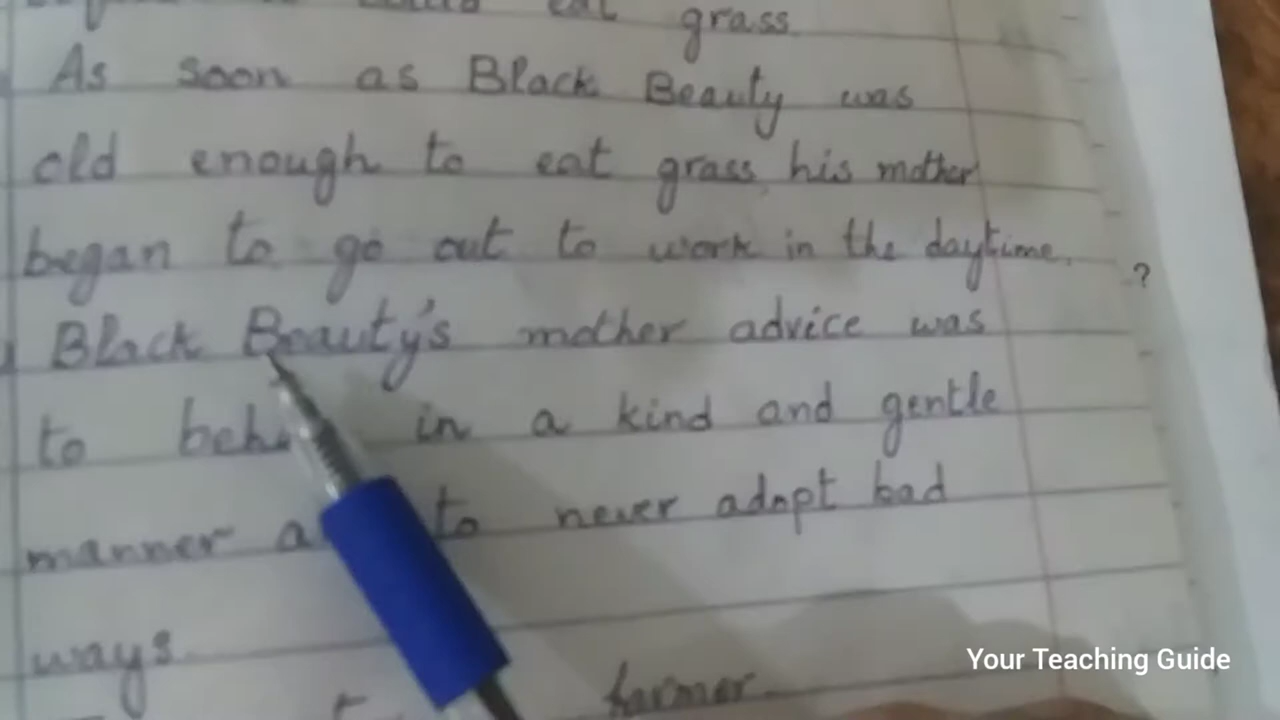 eat grass
As soon as Black Beauty was
old enough to eat grass his mother
began to go out to work in the daytime.
?
Black Beauty's mother advice was
to in a kind and gentle
manner to never adopt bad
ways.
farmer
Your Teaching Guide